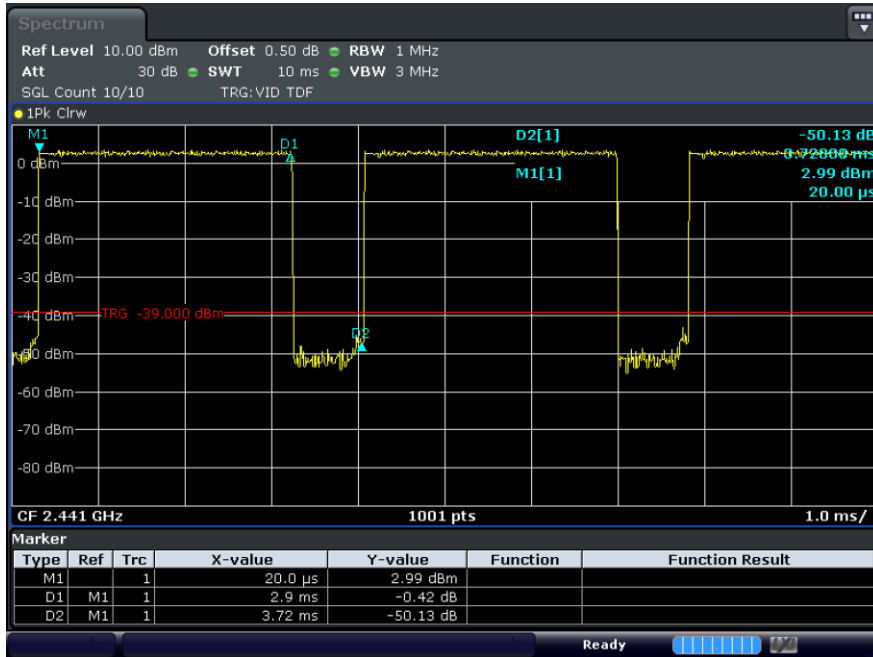 Spectrum
Ref Level 10.00 dBm Offset 0.50 dB RBW 1 MHz
Att 30 dB SWT 10 ms VBW 3 MHz
SGL Count 10/10 TRG:VID TDF
1Pk Clrw
M1 D1 D2[1] -50.13 dB
3.72000 ms
0 dBm M1[1] 2.99 dBm
-10 dBm 20.00 µs
-20 dBm
-30 dBm
-40 dBm TRG -39.000 dBm
D2
-50 dBm
-60 dBm
-70 dBm
-80 dBm
CF 2.441 GHz 1001 pts 1.0 ms/
Marker
Type Ref Trc X-value Y-value Function Function Result
M1 1 20.0 µs 2.99 dBm
D1 M1 1 2.9 ms -0.42 dB
D2 M1 1 3.72 ms -50.13 dB
Ready